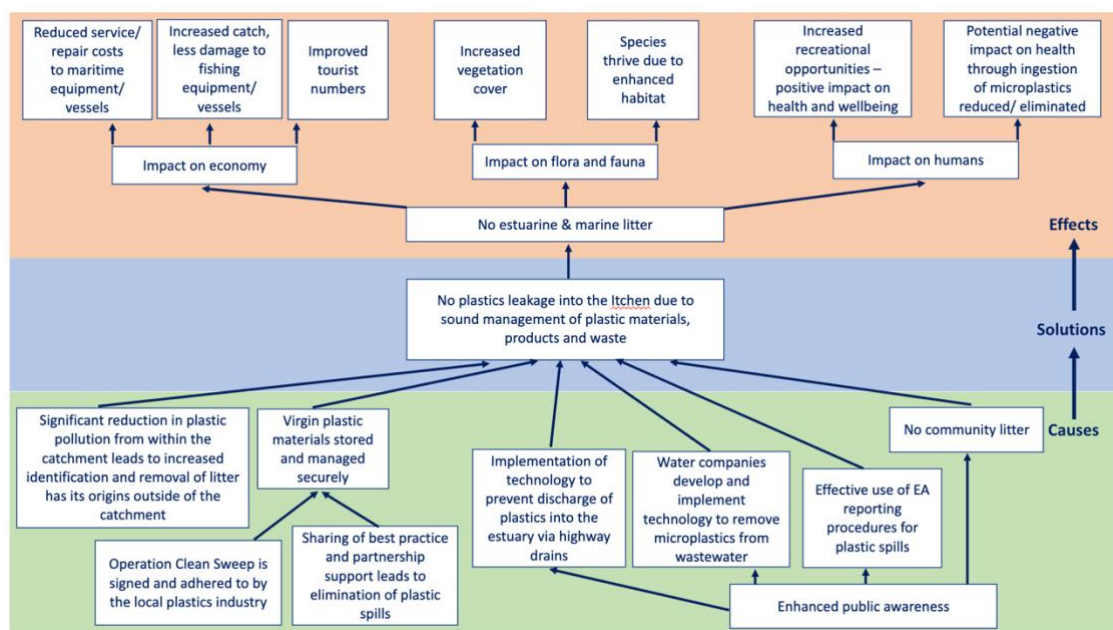 Reduced service/
repair costs
to maritime
equipment/
vessels
Increased catch,
less damage to
fishing
equipment/
vessels
Improved
tourist
numbers
Increased
vegetation
cover
Species
thrive due to
enhanced
habitat
Increased
recreational
opportunities –
positive impact on
health and wellbeing
Potential negative
impact on health
through ingestion
of microplastics
reduced/ eliminated
Impact on economy
Impact on flora and fauna
Impact on humans
No estuarine & marine litter
Effects
No plastics leakage into the Itchen due to
sound management of plastic materials,
products and waste
Solutions
Significant reduction in plastic
pollution from within the
catchment leads to increased
identification and removal of litter
has its origins outside of the
catchment
Virgin plastic
materials stored
and managed
securely
Implementation of
technology to
prevent discharge of
plastics into the
estuary via highway
drains
Water companies
develop and
implement
technology to remove
microplastics from
wastewater
Effective use of EA
reporting
procedures for
plastic spills
No community litter
Causes
Operation Clean Sweep is
signed and adhered to by
the local plastics industry
Sharing of best practice
and partnership
support leads to
elimination of plastic
spills
Enhanced public awareness